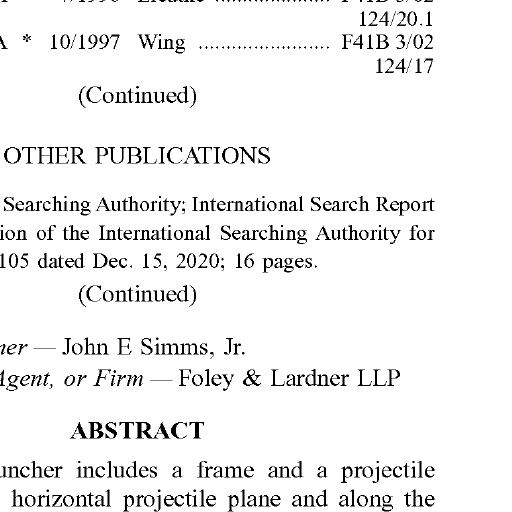 124/20.1
A * 10/1997 Wing ........................ F41B 3/02
124/17
(Continued)
OTHER PUBLICATIONS
Searching Authority; International Search Report
ion of the International Searching Authority for
105 dated Dec. 15, 2020; 16 pages.
(Continued)
ner — John E Simms, Jr.
Agent, or Firm — Foley & Lardner LLP
ABSTRACT
uncher includes a frame and a projectile
horizontal projectile plane and along the